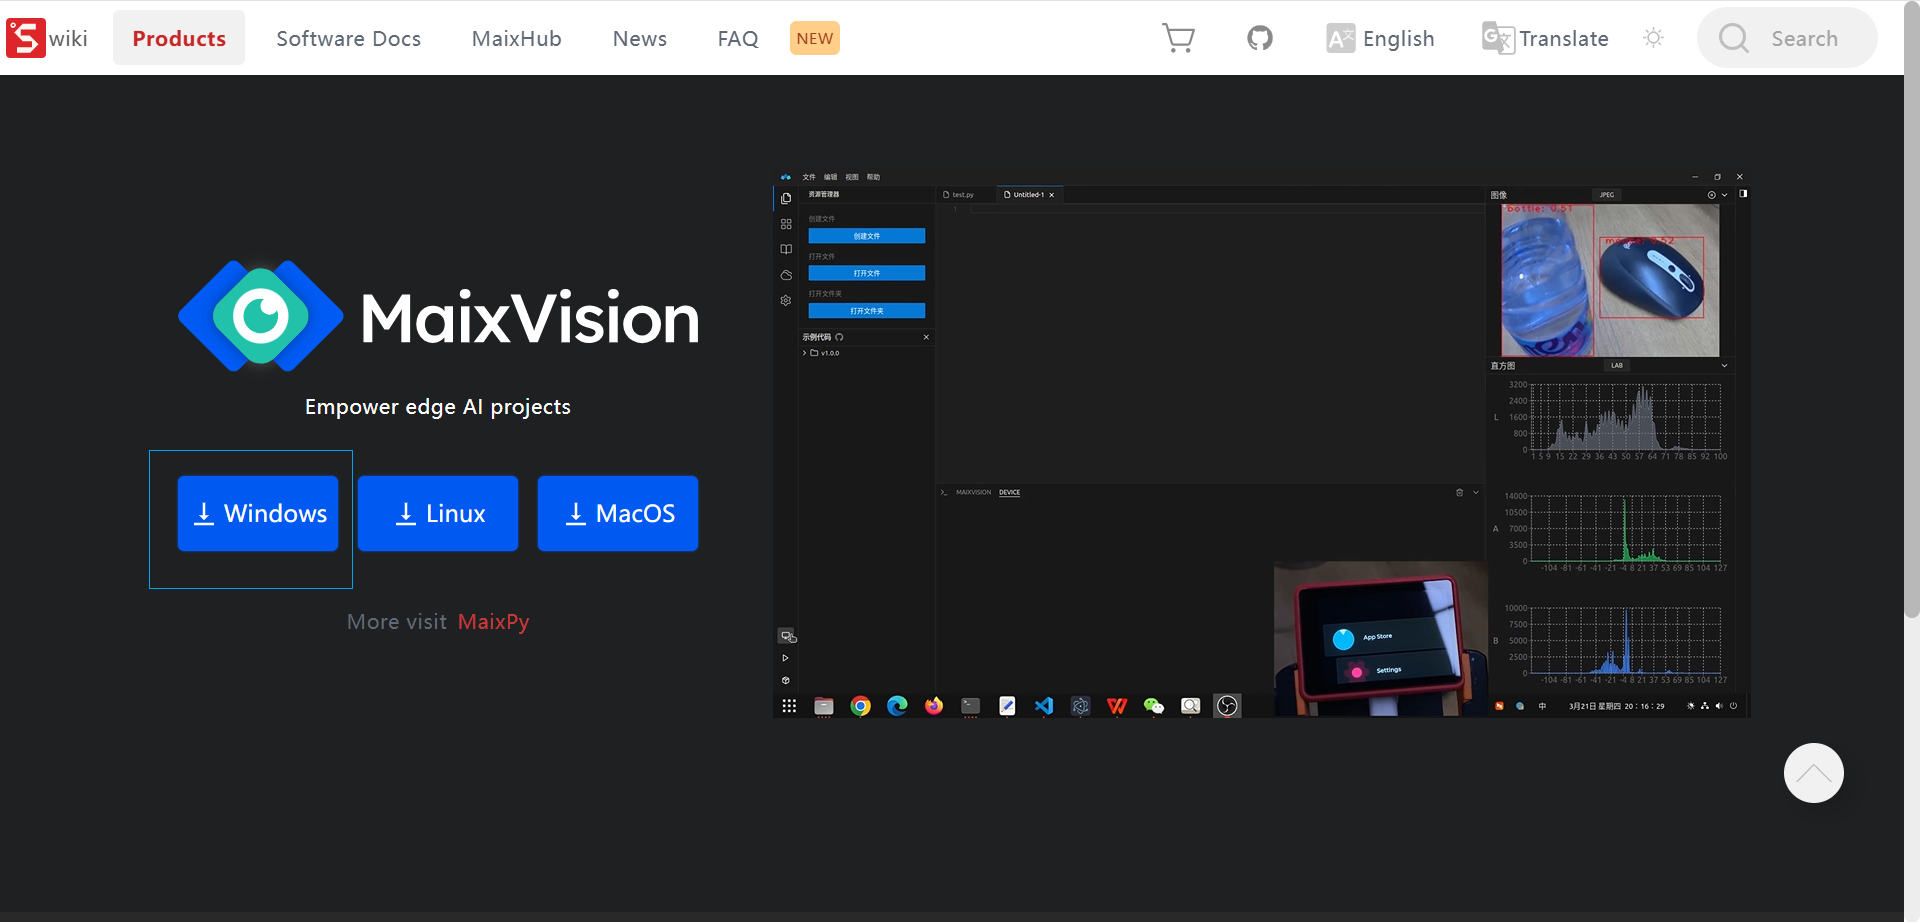 wiki
Products
Software Docs
MaixHub
News
FAQ
NEW
English
Translate
Search
MaixVision
Empower edge AI projects
Windows
Linux
MacOS
More visit MaixPy
文件 编辑 视图 帮助
资源管理器
创建文件
创建文件
打开文件
打开文件
打开文件夹
打开文件夹
示例代码
v1.0.0
test.py
Untitled-1
1
MAIXVISION DEVICE
图像 JPEG
bottle: 0.51
直方图 LAB
3200
2400
L 1600
800
0
1 5 9 15 22 29 36 43 50 57 64 71 78 85 92 100
14000
10500
A 7000
3500
0
-104 -81 -61 -41 -21 -4 8 21 37 53 69 85 104 127
10000
7500
B 5000
2500
0
-104 -81 -61 -41 -21 -4 8 21 37 53 69 85 104 127
App Store
Settings
中
3月21日 星期四 20:16:29